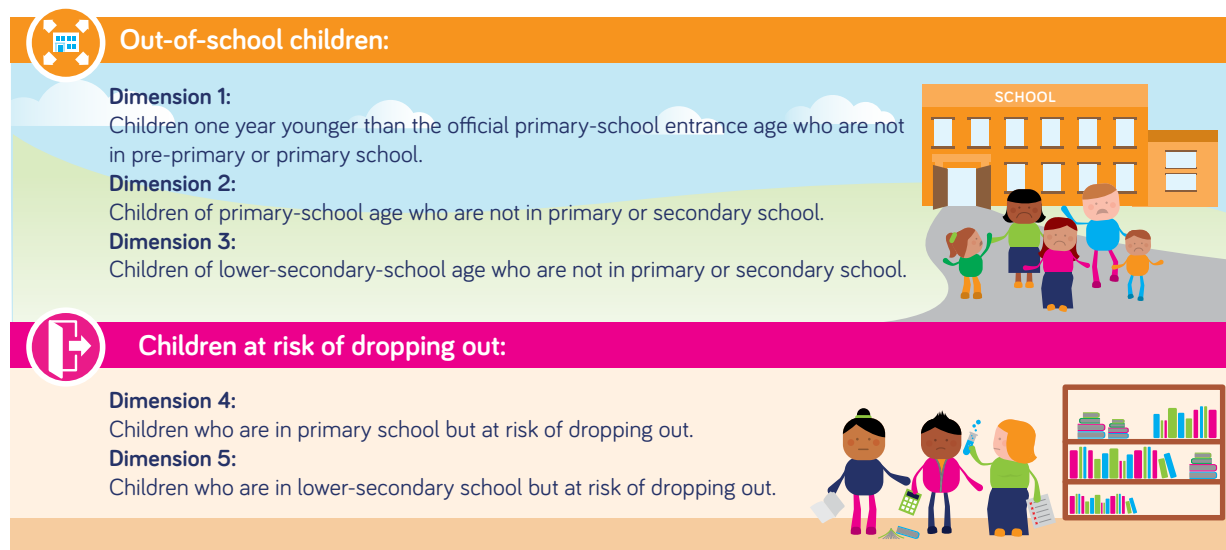 Out-of-school children:
Dimension 1:
Children one year younger than the official primary-school entrance age who are not
in pre-primary or primary school.
Dimension 2:
Children of primary-school age who are not in primary or secondary school.
Dimension 3:
Children of lower-secondary-school age who are not in primary or secondary school.
SCHOOL
Children at risk of dropping out:
Dimension 4:
Children who are in primary school but at risk of dropping out.
Dimension 5:
Children who are in lower-secondary school but at risk of dropping out.